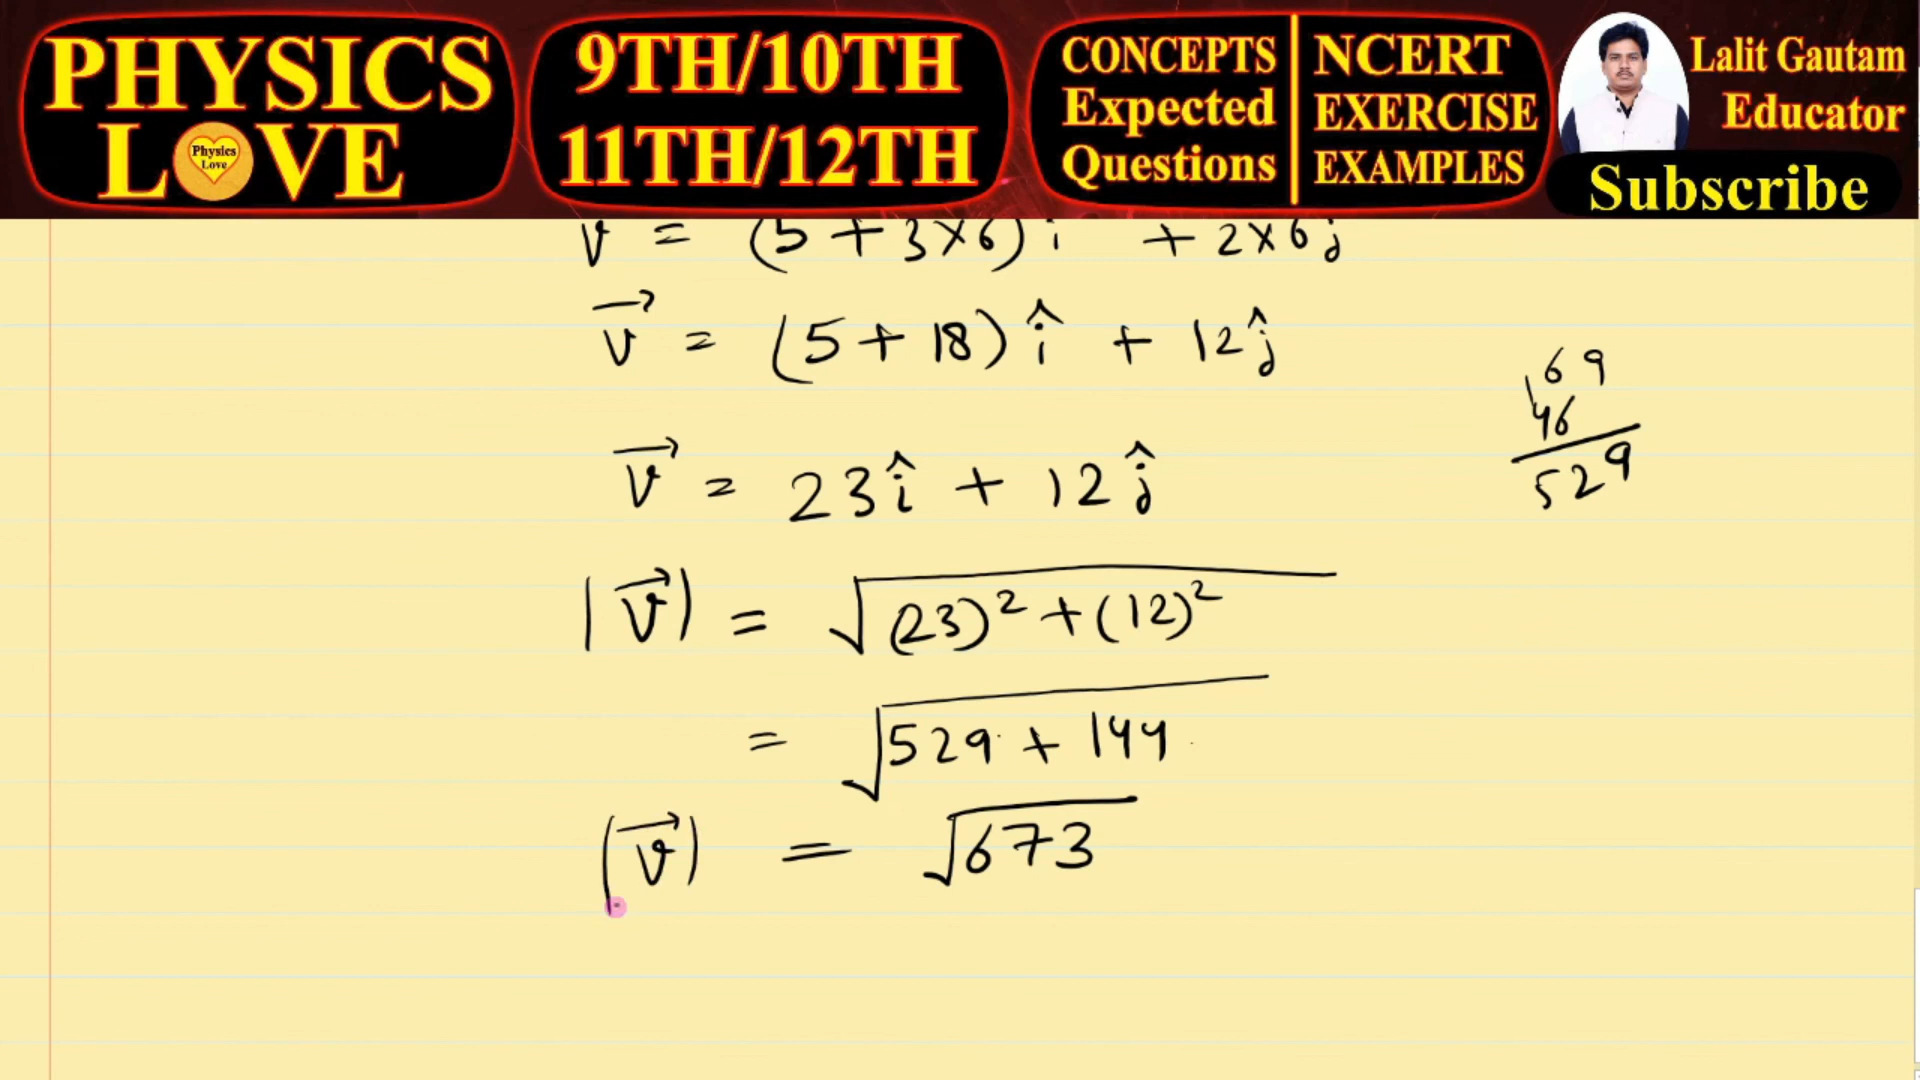 PHYSICS
LOVE
Physics
Love
9TH/10TH
11TH/12TH
CONCEPTS
Expected
Questions
NCERT
EXERCISE
EXAMPLES
Lalit Gautam
Educator
Subscribe
v = (5 + 3×6) i + 2×6 j
v⃗ = (5 + 18) î + 12 ĵ
v⃗ = 23 î + 12 ĵ
|v⃗| = √((23)² + (12)²)
= √(529 + 144)
|v⃗| = √673
69
1
46
529